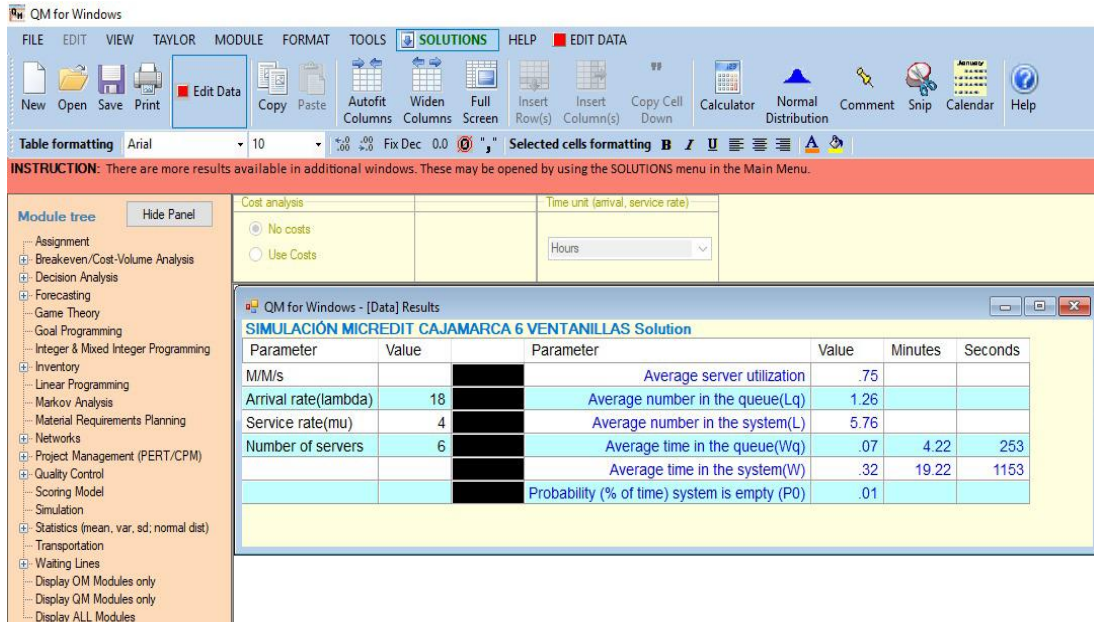 QM for Windows
FILE EDIT VIEW TAYLOR MODULE FORMAT TOOLS SOLUTIONS HELP EDIT DATA
New Open Save Print Edit Data Copy Paste Autofit Columns Widen Columns Full Screen Insert Row(s) Insert Column(s) Copy Cell Down Calculator Normal Distribution Comment Snip January Calendar Help
Table formatting Arial 10 Fix Dec 0.0 Selected cells formatting B I U A
INSTRUCTION: There are more results available in additional windows. These may be opened by using the SOLUTIONS menu in the Main Menu.
Module tree Hide Panel
Assignment
Breakeven/Cost-Volume Analysis
Decision Analysis
Forecasting
Game Theory
Goal Programming
Integer & Mixed Integer Programming
Inventory
Linear Programming
Markov Analysis
Material Requirements Planning
Networks
Project Management (PERT/CPM)
Quality Control
Scoring Model
Simulation
Statistics (mean, var, sd; normal dist)
Transportation
Waiting Lines
Display OM Modules only
Display QM Modules only
Display ALL Modules
Cost analysis
No costs
Use Costs
Time unit (arrival, service rate)
Hours
QM for Windows - [Data] Results
SIMULACIÓN MICREDIT CAJAMARCA 6 VENTANILLAS Solution
Parameter Value Parameter Value Minutes Seconds
M/M/s Average server utilization .75
Arrival rate(lambda) 18 Average number in the queue(Lq) 1.26
Service rate(mu) 4 Average number in the system(L) 5.76
Number of servers 6 Average time in the queue(Wq) .07 4.22 253
Average time in the system(W) .32 19.22 1153
Probability (% of time) system is empty (P0) .01